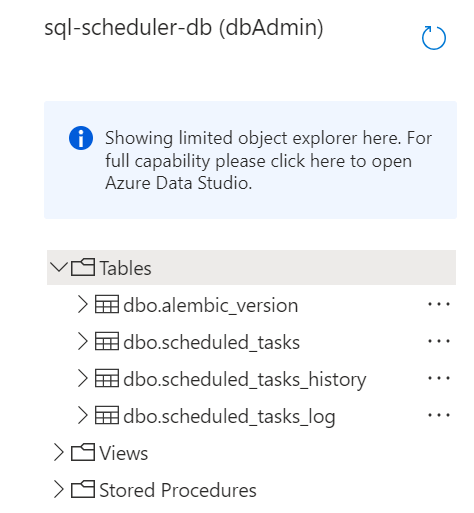 sql-scheduler-db (dbAdmin)
Showing limited object explorer here. For
full capability please click here to open
Azure Data Studio.
Tables
dbo.alembic_version
dbo.scheduled_tasks
dbo.scheduled_tasks_history
dbo.scheduled_tasks_log
Views
Stored Procedures